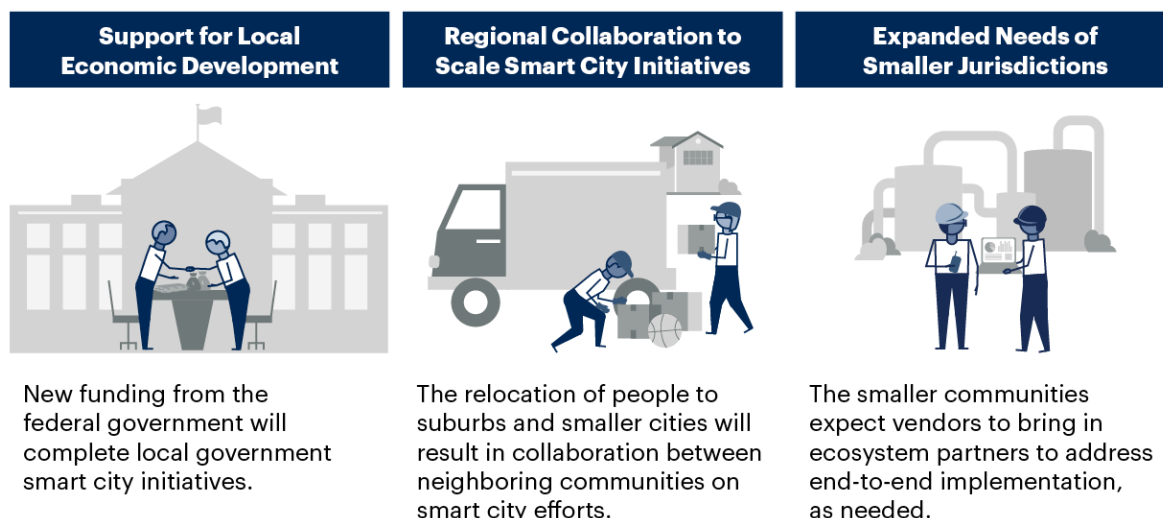 Support for Local
Economic Development
New funding from the
federal government will
complete local government
smart city initiatives.
Regional Collaboration to
Scale Smart City Initiatives
The relocation of people to
suburbs and smaller cities will
result in collaboration between
neighboring communities on
smart city efforts.
Expanded Needs of
Smaller Jurisdictions
The smaller communities
expect vendors to bring in
ecosystem partners to address
end-to-end implementation,
as needed.